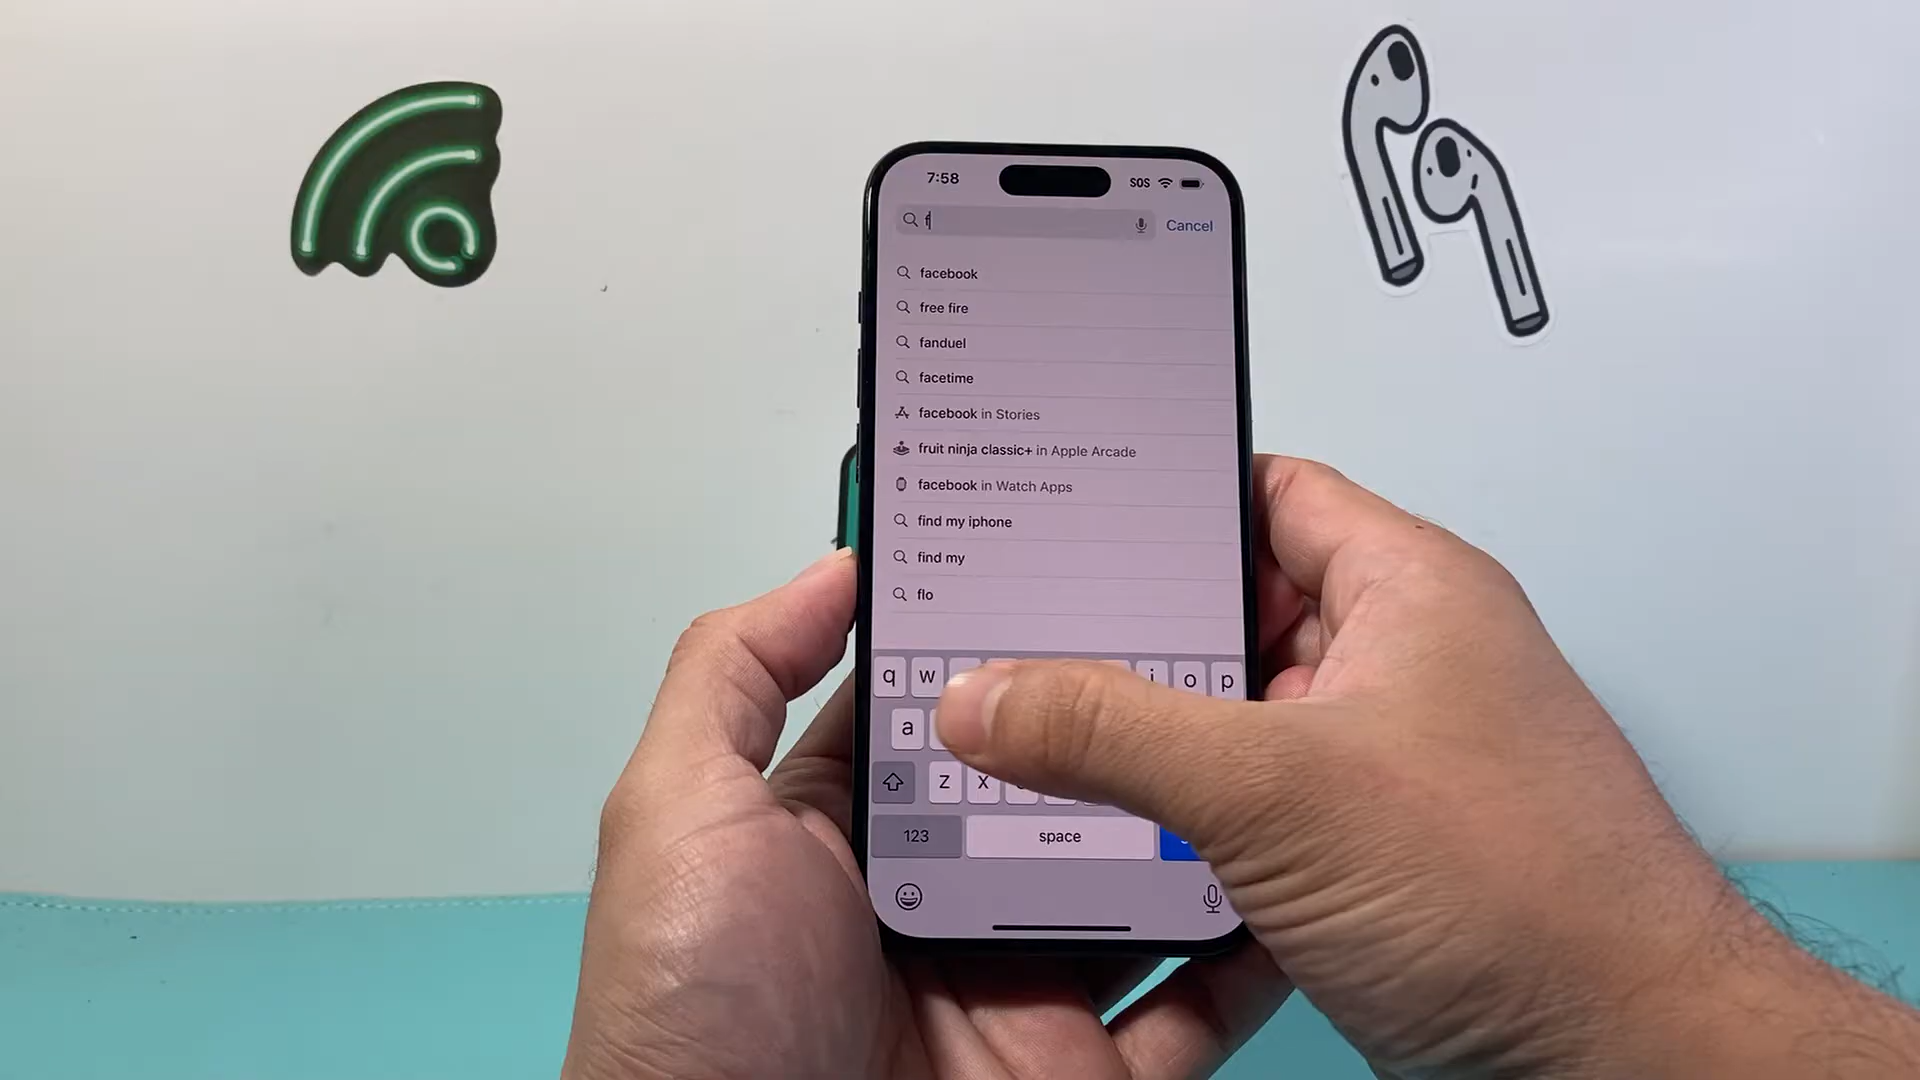 7:58 SOS
f Cancel
facebook
free fire
fanduel
facetime
facebook in Stories
fruit ninja classic+ in Apple Arcade
facebook in Watch Apps
find my iphone
find my
flo
q w i o p
a
z x
123 space